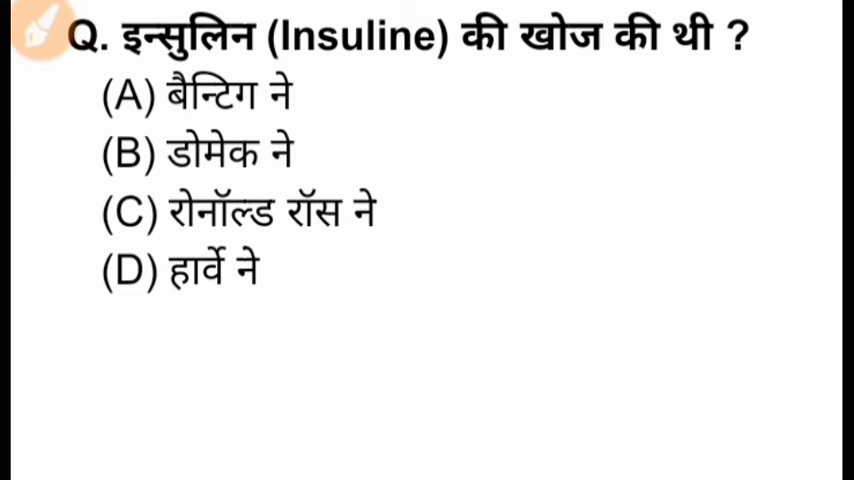 Q. इन्सुलिन (Insuline) की खोज की थी ?
(A) बैन्टिग ने
(B) डोमेक ने
(C) रोनॉल्ड रॉस ने
(D) हार्वे ने